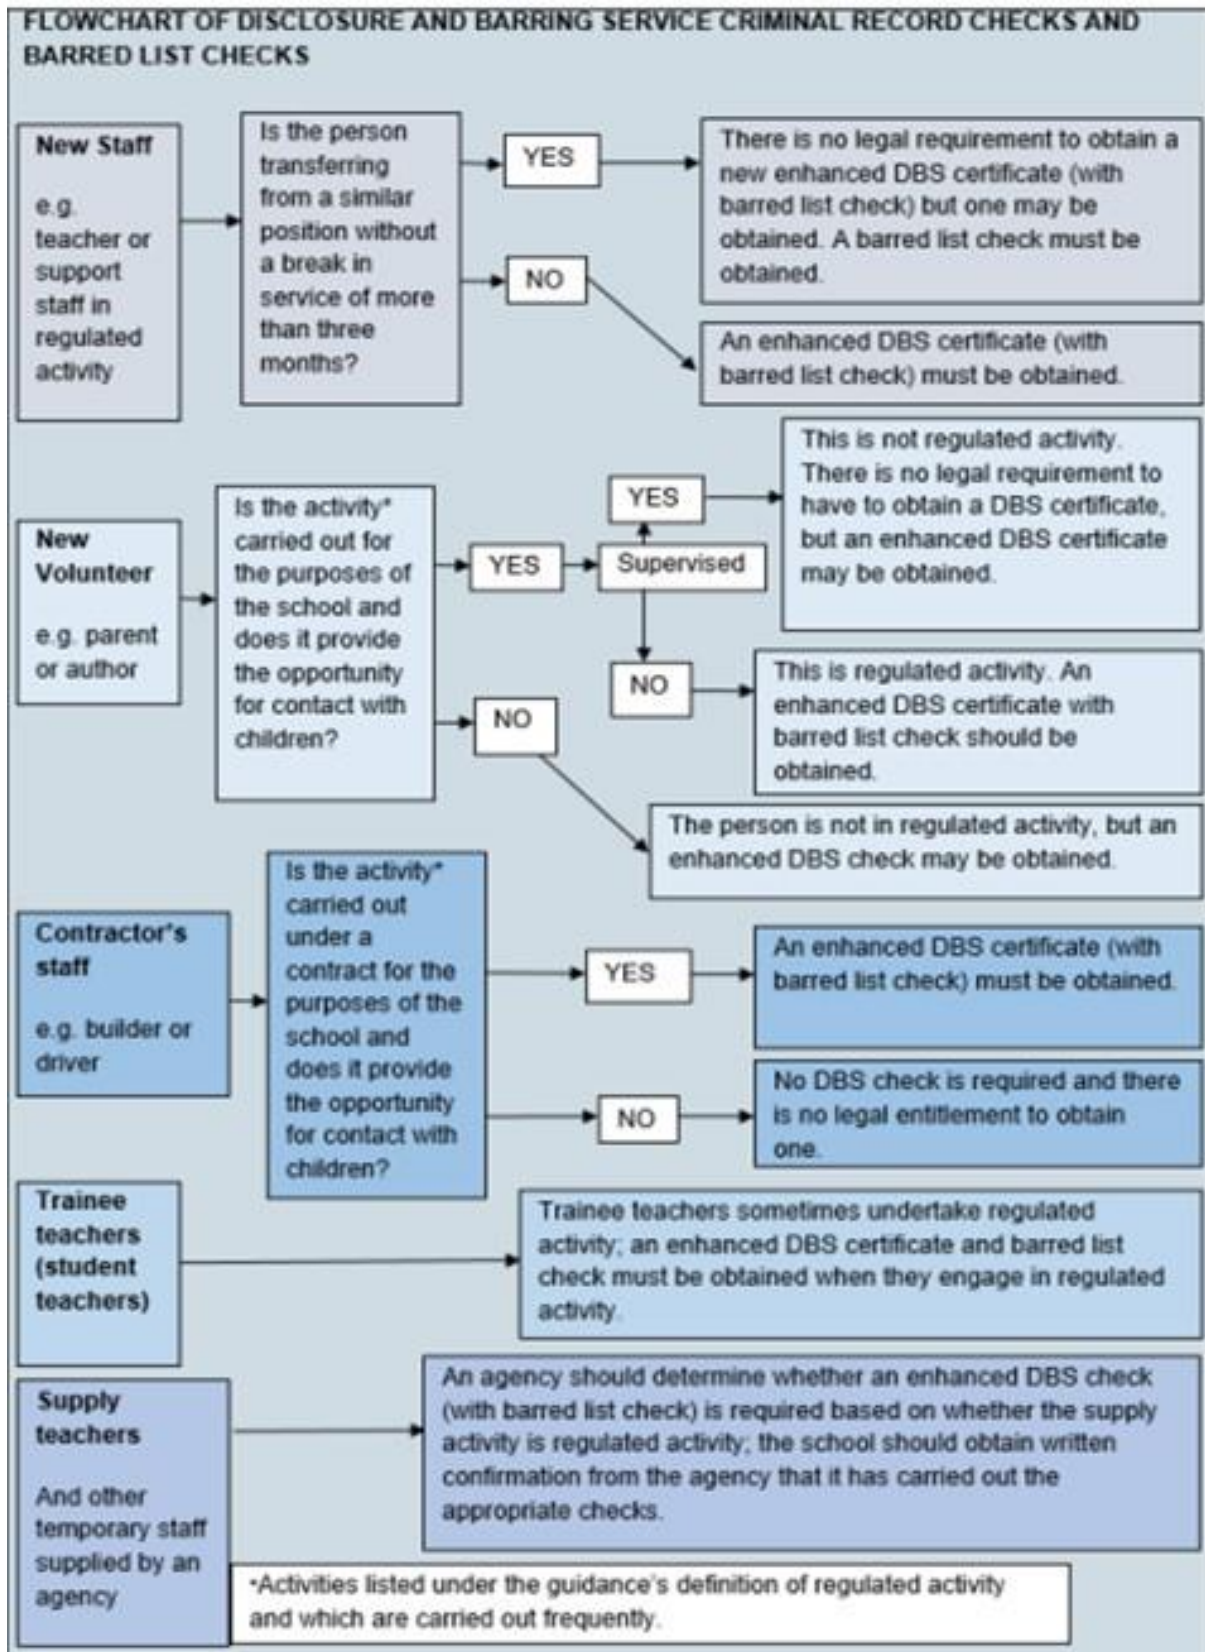 FLOWCHART OF DISCLOSURE AND BARRING SERVICE CRIMINAL RECORD CHECKS AND
BARRED LIST CHECKS
New Staff
e.g.
teacher or
support
staff in
regulated
activity
Is the person
transferring
from a similar
position without
a break in
service of more
than three
months?
YES
There is no legal requirement to obtain a
new enhanced DBS certificate (with
barred list check) but one may be
obtained. A barred list check must be
obtained.
NO
An enhanced DBS certificate (with
barred list check) must be obtained.
New
Volunteer
e.g. parent
or author
Is the activity*
carried out for
the purposes of
the school and
does it provide
the opportunity
for contact with
children?
YES
Supervised
YES
This is not regulated activity.
There is no legal requirement to
have to obtain a DBS certificate,
but an enhanced DBS certificate
may be obtained.
NO
This is regulated activity. An
enhanced DBS certificate with
barred list check should be
obtained.
NO
The person is not in regulated activity, but an
enhanced DBS check may be obtained.
Contractor's
staff
e.g. builder or
driver
Is the activity*
carried out
under a
contract for the
purposes of the
school and
does it provide
the opportunity
for contact with
children?
YES
An enhanced DBS certificate (with
barred list check) must be obtained.
NO
No DBS check is required and there
is no legal entitlement to obtain
one.
Trainee
teachers
(student
teachers)
Trainee teachers sometimes undertake regulated
activity; an enhanced DBS certificate and barred list
check must be obtained when they engage in regulated
activity.
Supply
teachers
And other
temporary staff
supplied by an
agency
An agency should determine whether an enhanced DBS check
(with barred list check) is required based on whether the supply
activity is regulated activity; the school should obtain written
confirmation from the agency that it has carried out the
appropriate checks.
*Activities listed under the guidance's definition of regulated activity
and which are carried out frequently.